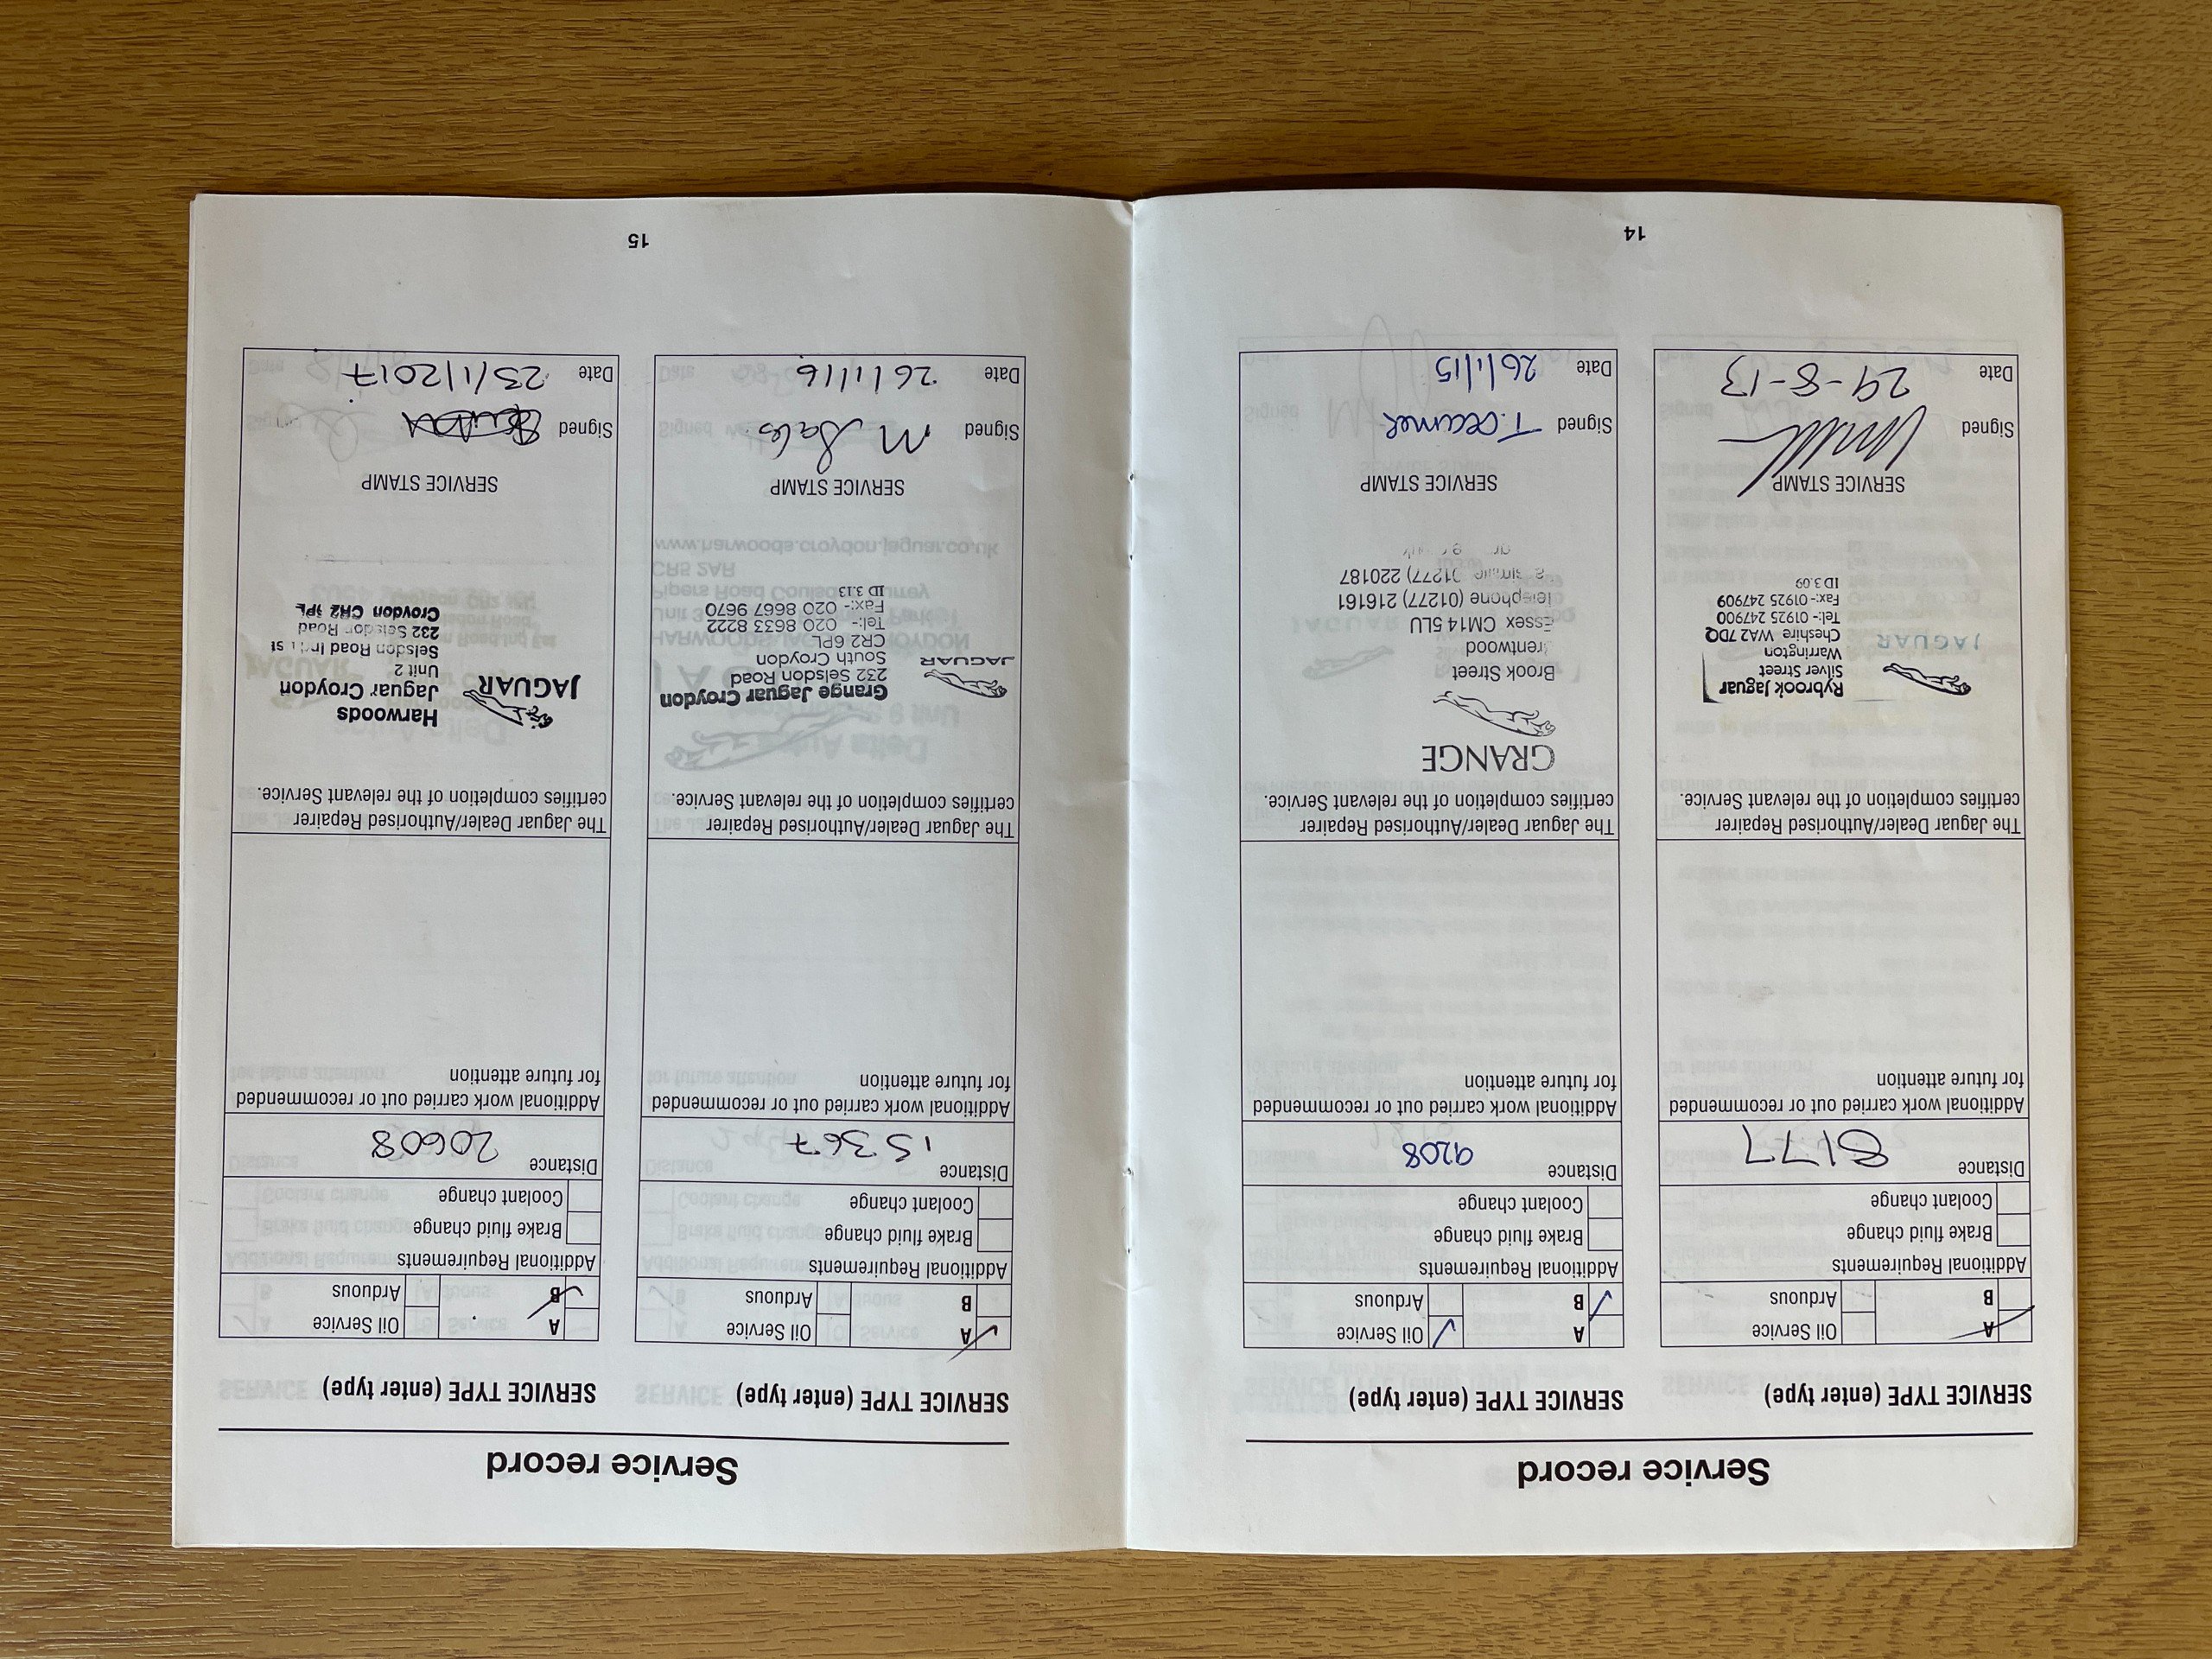 Service record
SERVICE TYPE (enter type)
A
Oil Service
B
Arduous
Additional Requirements
Brake fluid change
Coolant change
Distance 8177
Additional work carried out or recommended
for future attention
The Jaguar Dealer/Authorised Repairer
certifies completion of the relevant Service.
JAGUAR
Rybrook Jaguar
Silver Street
Warrington
Cheshire WA2 7DQ
Tel:- 01925 247900
Fax:- 01925 247909
ID 3.09
SERVICE STAMP
Signed
Date 29-8-13
SERVICE TYPE (enter type)
A
Oil Service
B
Arduous
Additional Requirements
Brake fluid change
Coolant change
Distance 9208
Additional work carried out or recommended
for future attention
The Jaguar Dealer/Authorised Repairer
certifies completion of the relevant Service.
GRANGE
Brook Street
Essex CM14 5LU
(01277) 216161
220187
SERVICE STAMP
Signed
Date 26/1/15
14
Service record
SERVICE TYPE (enter type)
A
Oil Service
B
Arduous
Additional Requirements
Brake fluid change
Coolant change
Distance 15367
Additional work carried out or recommended
for future attention
The Jaguar Dealer/Authorised Repairer
certifies completion of the relevant Service.
JAGUAR
Grange Jaguar Croydon
232 Selsdon Road
South Croydon
CR2 6PL
Tel:- 020 8633 8222
Fax:- 020 8667 9670
ID 3.13
SERVICE STAMP
Signed
Date 26/1/16
SERVICE TYPE (enter type)
A
Oil Service
B
Arduous
Additional Requirements
Brake fluid change
Coolant change
Distance 20608
Additional work carried out or recommended
for future attention
The Jaguar Dealer/Authorised Repairer
certifies completion of the relevant Service.
JAGUAR
Harwoods
Jaguar Croydon
Unit 2
Selsdon Road
232 Selsdon Road
Croydon CR2
SERVICE STAMP
Signed
Date 23/1/2017
15